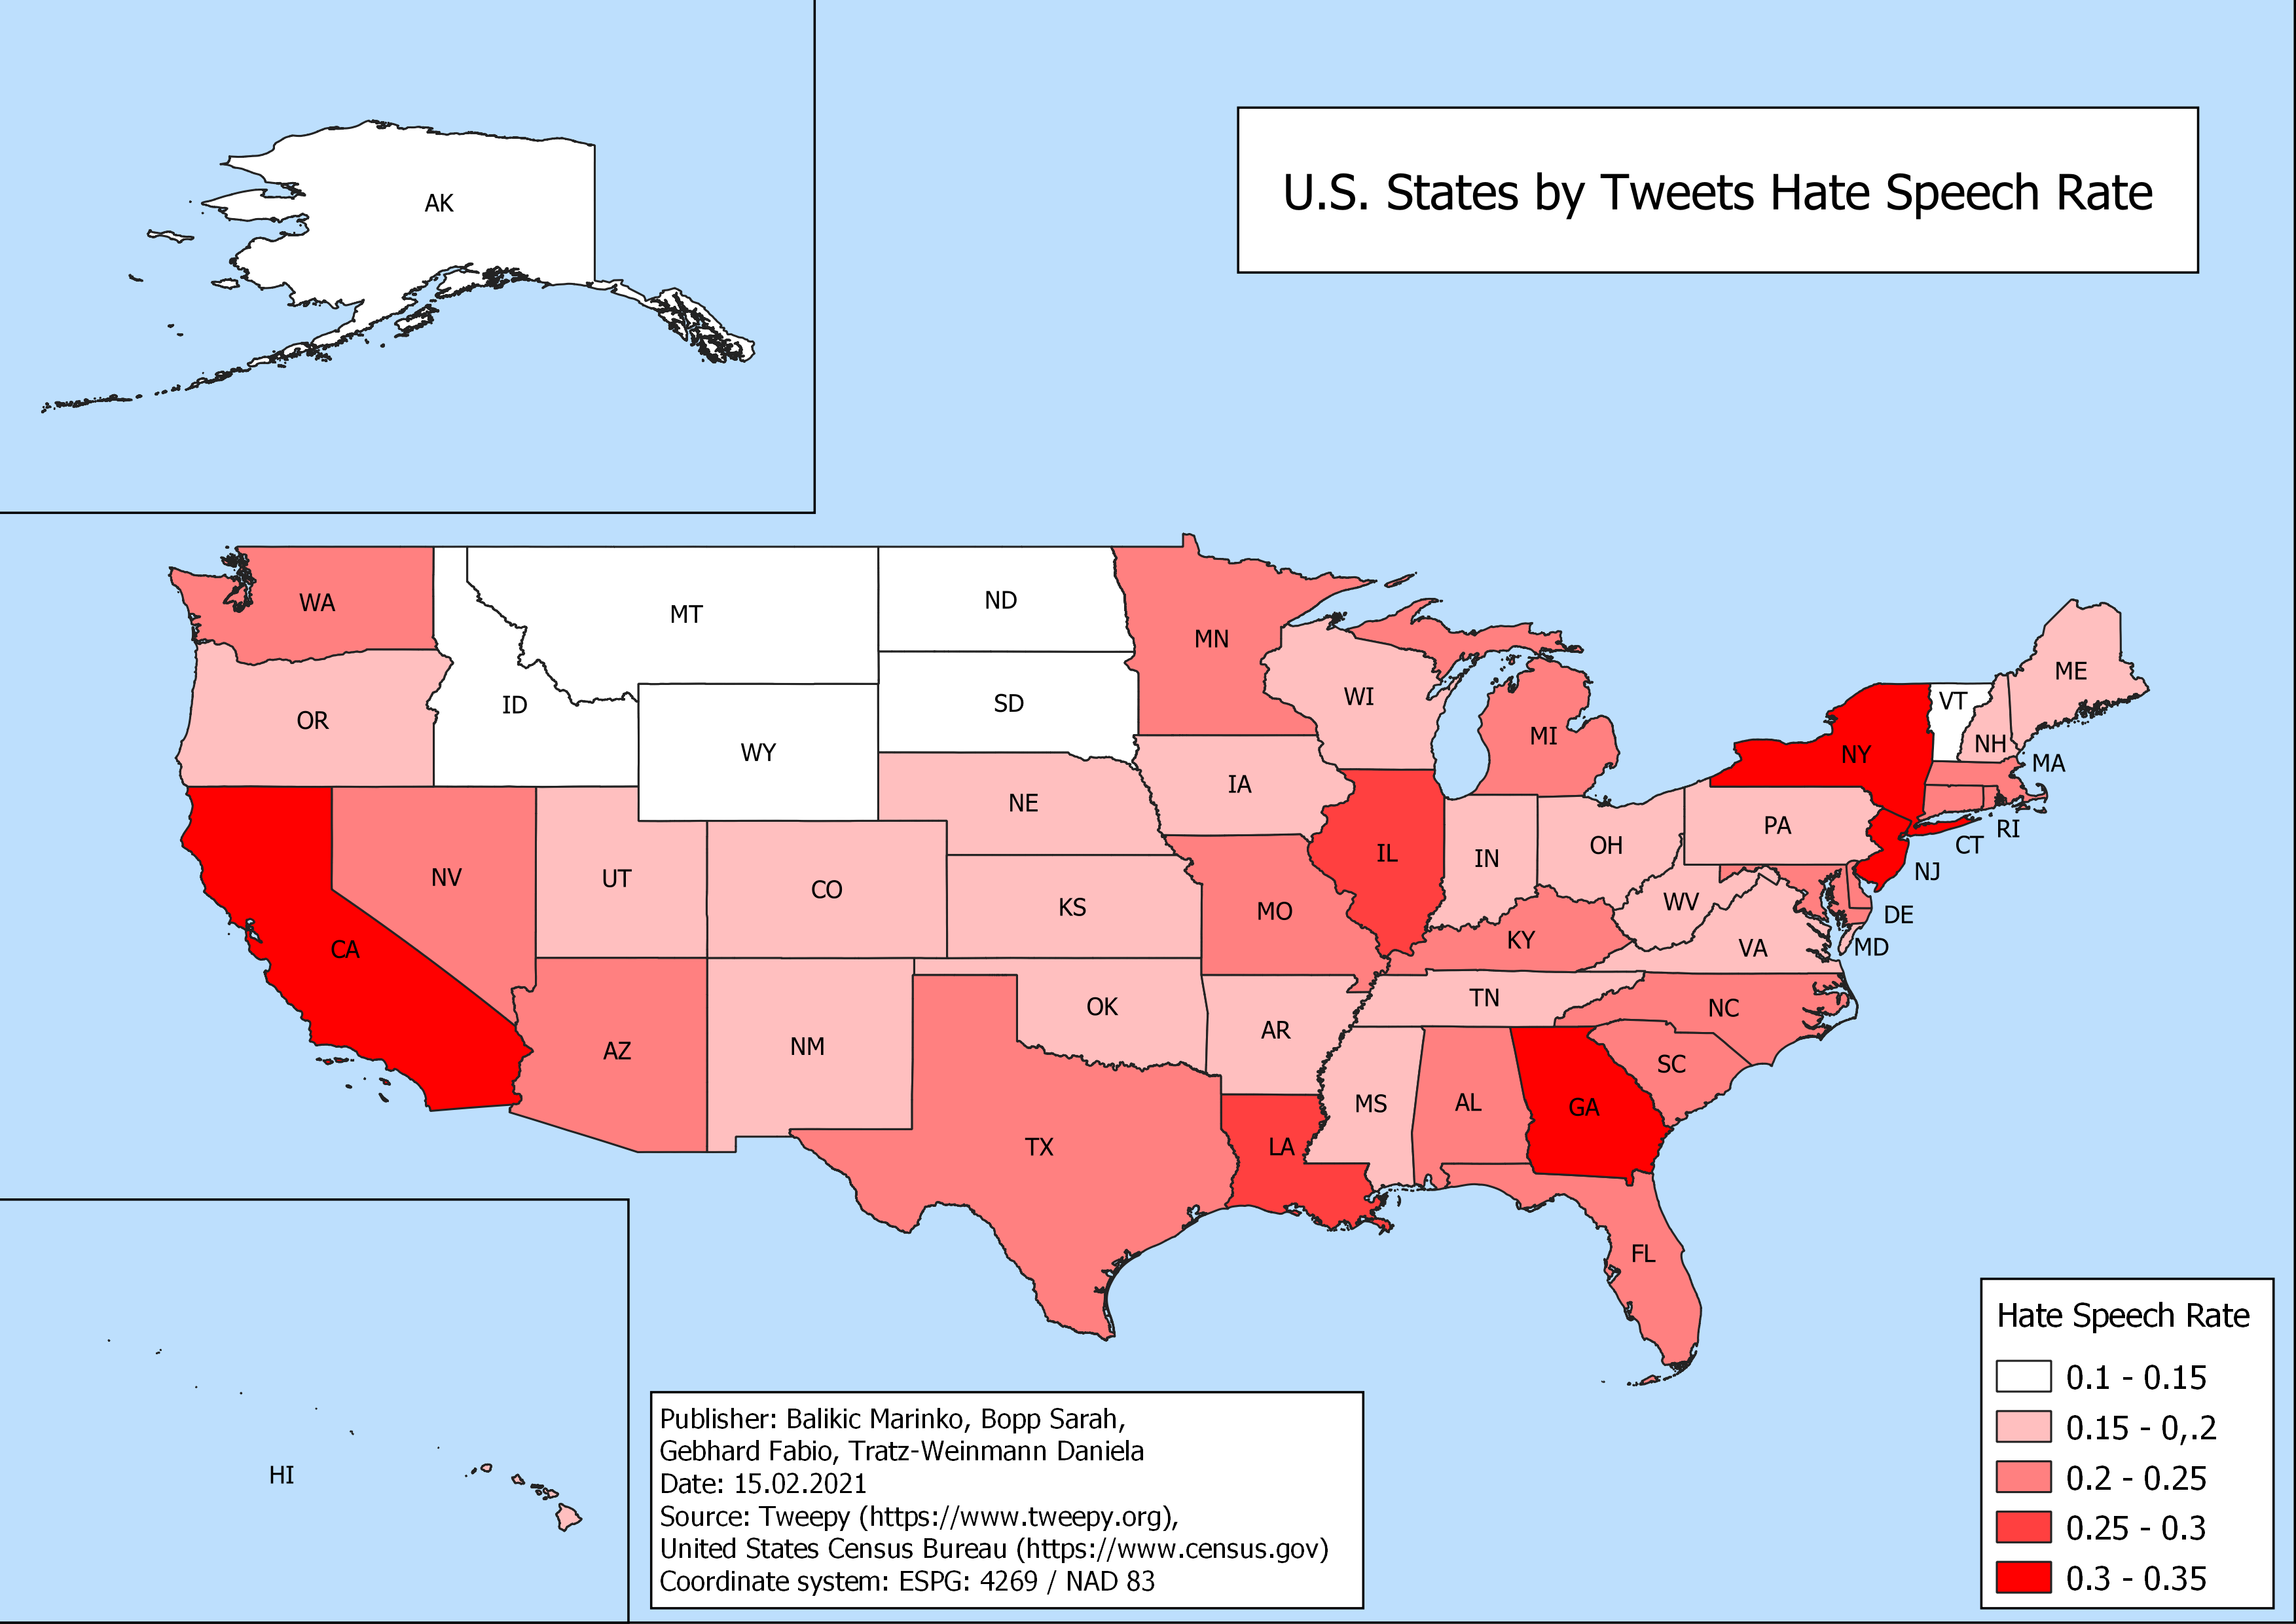 AK
U.S. States by Tweets Hate Speech Rate
WA
MT
ND
MN
OR
ID
WY
SD
WI
MI
NY
VT
NH
ME
MA
NV
UT
CO
NE
KS
IA
IL
IN
OH
PA
CT
RI
NJ
CA
MO
KY
WV
VA
DE
MD
AZ
NM
OK
AR
TN
NC
TX
LA
MS
AL
GA
SC
FL
HI
Publisher: Balikic Marinko, Bopp Sarah,
Gebhard Fabio, Tratz-Weinmann Daniela
Date: 15.02.2021
Source: Tweepy (https://www.tweepy.org),
United States Census Bureau (https://www.census.gov)
Coordinate system: ESPG: 4269 / NAD 83
Hate Speech Rate
0.1 - 0.15
0.15 - 0,.2
0.2 - 0.25
0.25 - 0.3
0.3 - 0.35